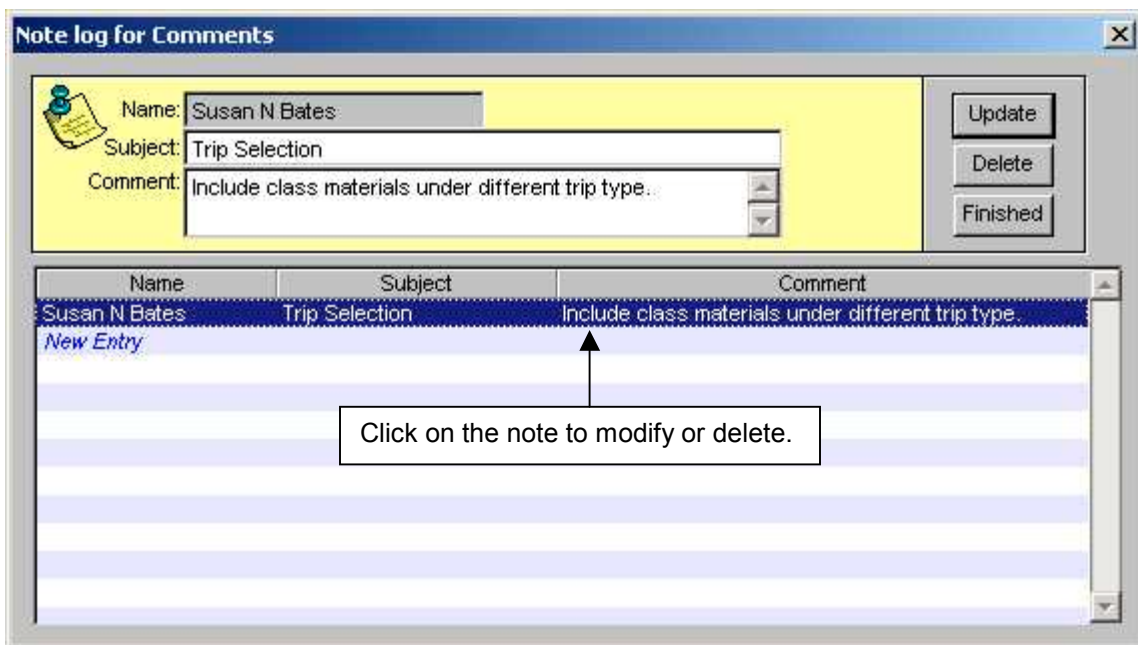 Note log for Comments
Name: Susan N Bates
Subject: Trip Selection
Comment: Include class materials under different trip type.
Update
Delete
Finished
Name Subject Comment
Susan N Bates Trip Selection Include class materials under different trip type.
New Entry
Click on the note to modify or delete.